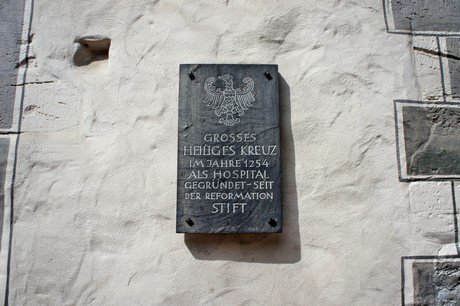 GROSSES
HEILIGES KREUZ
IM JAHRE 1254
ALS HOSPITAL
GEGRÜNDET - SEIT
DER REFORMATION
STIFT